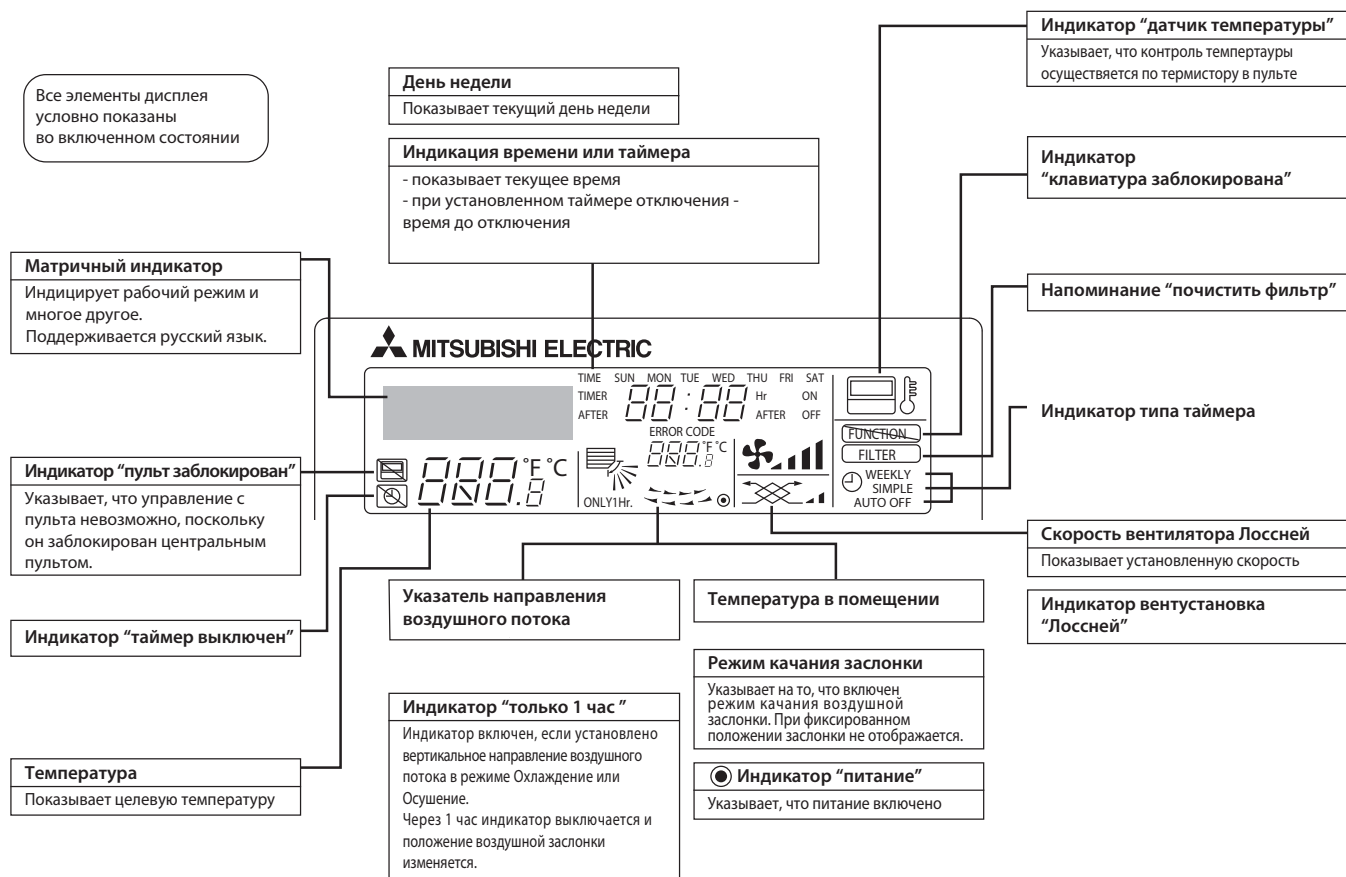 Все элементы дисплея
условно показаны
во включенном состоянии
День недели
Показывает текущий день недели
Индикация времени или таймера
- показывает текущее время
- при установленном таймере отключения -
время до отключения
Индикатор “датчик температуры”
Указывает, что контроль темпертауры
осуществяется по термистору в пульте
Индикатор
“клавиатура заблокирована”
Напоминание “почистить фильтр”
Индикатор типа таймера
Матричный индикатор
Индицирует рабочий режим и
многое другое.
Поддерживается русский язык.
Индикатор “пульт заблокирован”
Указывает, что управление с
пульта невозможно, поскольку
он заблокирован центральным
пультом.
Индикатор “таймер выключен”
Температура
Показывает целевую температуру
MITSUBISHI ELECTRIC
TIME SUN MON TUE WED THU FRI SAT
TIMER 88:88 Hr ON
AFTER AFTER OFF
ERROR CODE
888.8 °F °C
888.8 °F °C
ONLY1Hr.
FUNCTION
FILTER
WEEKLY
SIMPLE
AUTO OFF
Указатель направления
воздушного потока
Температура в помещении
Скорость вентилятора Лоссней
Показывает установленную скорость
Индикатор вентустановка
“Лоссней”
Индикатор “только 1 час ”
Индикатор включен, если установлено
вертикальное направление воздушного
потока в режиме Охлаждение или
Осушение.
Через 1 час индикатор выключается и
положение воздушной заслонки
изменяется.
Режим качания заслонки
Указывает на то, что включен
режим качания воздушной
заслонки. При фиксированном
положении заслонки не отображается.
Индикатор “питание”
Указывает, что питание включено